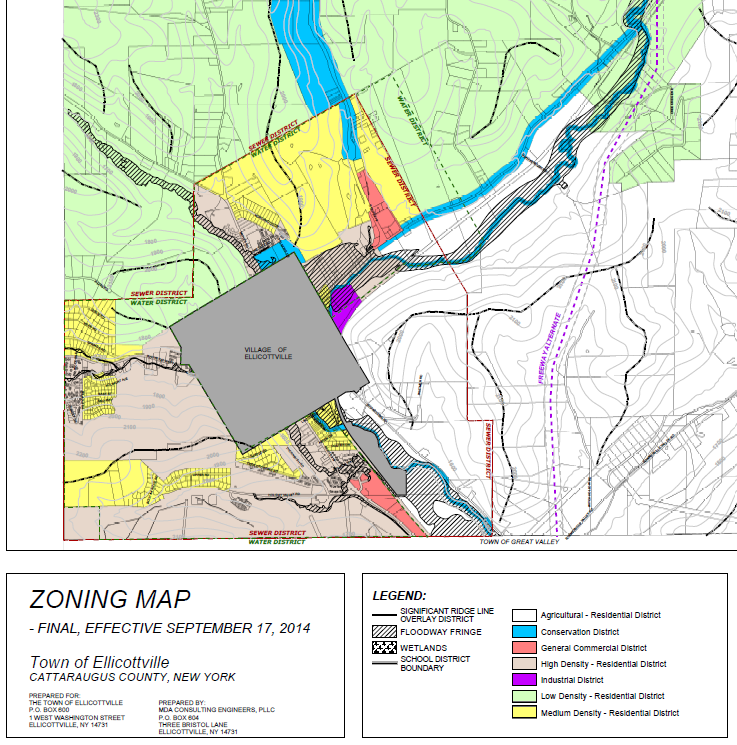 SEWER DISTRICT
WATER DISTRICT
WATER DISTRICT
SEWER DISTRICT
SEWER DISTRICT
WATER DISTRICT
VILLAGE OF
ELLICOTTVILLE
FREEWAY ALTERNATE
SEWER DISTRICT
SEWER DISTRICT
WATER DISTRICT
TOWN OF GREAT VALLEY
ZONING MAP
- FINAL, EFFECTIVE SEPTEMBER 17, 2014
Town of Ellicottville
CATTARAUGUS COUNTY, NEW YORK
PREPARED FOR:
THE TOWN OF ELLICOTTVILLE
P.O. BOX 600
1 WEST WASHINGTON STREET
ELLICOTTVILLE, NY 14731
PREPARED BY:
MDA CONSULTING ENGINEERS, PLLC
P.O. BOX 604
THREE BRISTOL LANE
ELLICOTTVILLE, NY 14731
LEGEND:
SIGNIFICANT RIDGE LINE
OVERLAY DISTRICT
FLOODWAY FRINGE
WETLANDS
SCHOOL DISTRICT
BOUNDARY
Agricultural - Residential District
Conservation District
General Commercial District
High Density - Residential District
Industrial District
Low Density - Residential District
Medium Density - Residential District